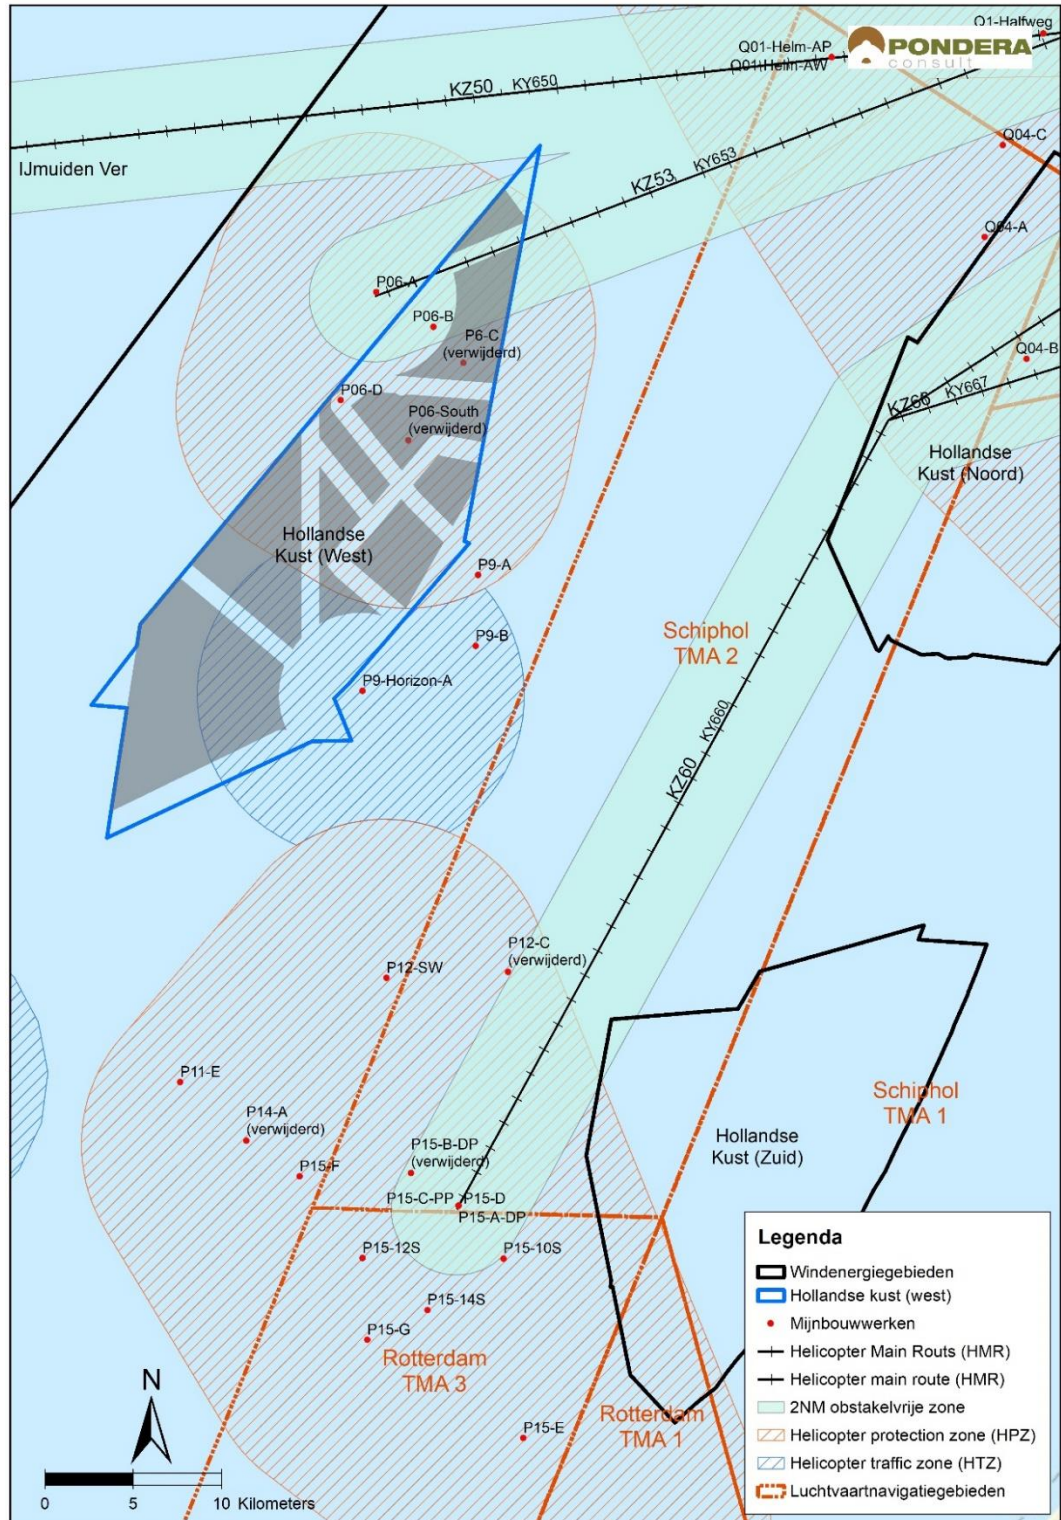 Q1-Halfweg
Q01-Helm-AP
PONDERA
consult
Q01-Helm-AW
KZ50
KY650
IJmuiden Ver
Q04-C
KY653
KZ53
Q04-A
P06-A
P06-B
P6-C
(verwijderd)
Q04-B
P06-D
KY667
KZ66
P06-South
(verwijderd)
Hollandse
Kust (Noord)
Hollandse
Kust (West)
P9-A
Schiphol
TMA 2
P9-B
P9-Horizon-A
KY660
KZ60
P12-C
(verwijderd)
P12-SW
P11-E
Schiphol
TMA 1
P14-A
(verwijderd)
Hollandse
Kust (Zuid)
P15-B-DP
(verwijderd)
P15-F
P15-C-PP
P15-D
P15-A-DP
P15-12S
P15-10S
P15-14S
P15-G
Rotterdam
TMA 3
Rotterdam
TMA 1
P15-E
N
0 5 10 Kilometers
Legenda
Windenergiegebieden
Hollandse kust (west)
Mijnbouwwerken
Helicopter Main Routs (HMR)
Helicopter main route (HMR)
2NM obstakelvrije zone
Helicopter protection zone (HPZ)
Helicopter traffic zone (HTZ)
Luchtvaartnavigatiegebieden